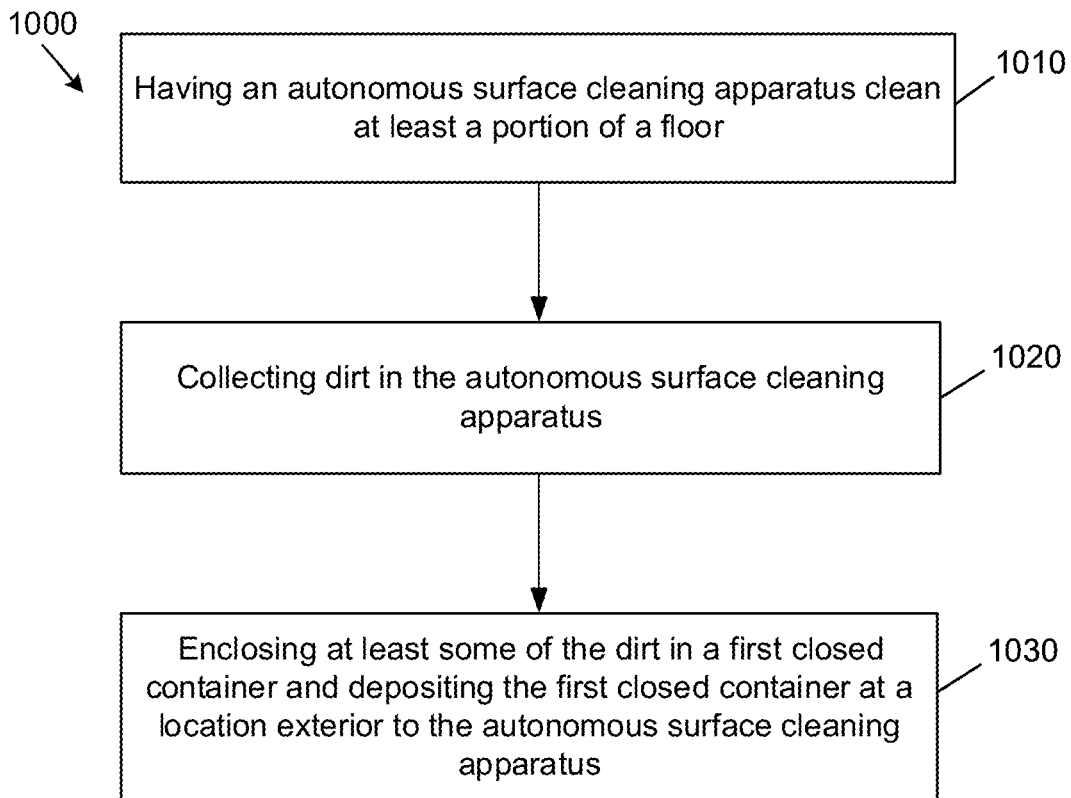 1000
Having an autonomous surface cleaning apparatus clean
at least a portion of a floor
1010
Collecting dirt in the autonomous surface cleaning
apparatus
1020
Enclosing at least some of the dirt in a first closed
container and depositing the first closed container at a
location exterior to the autonomous surface cleaning
apparatus
1030